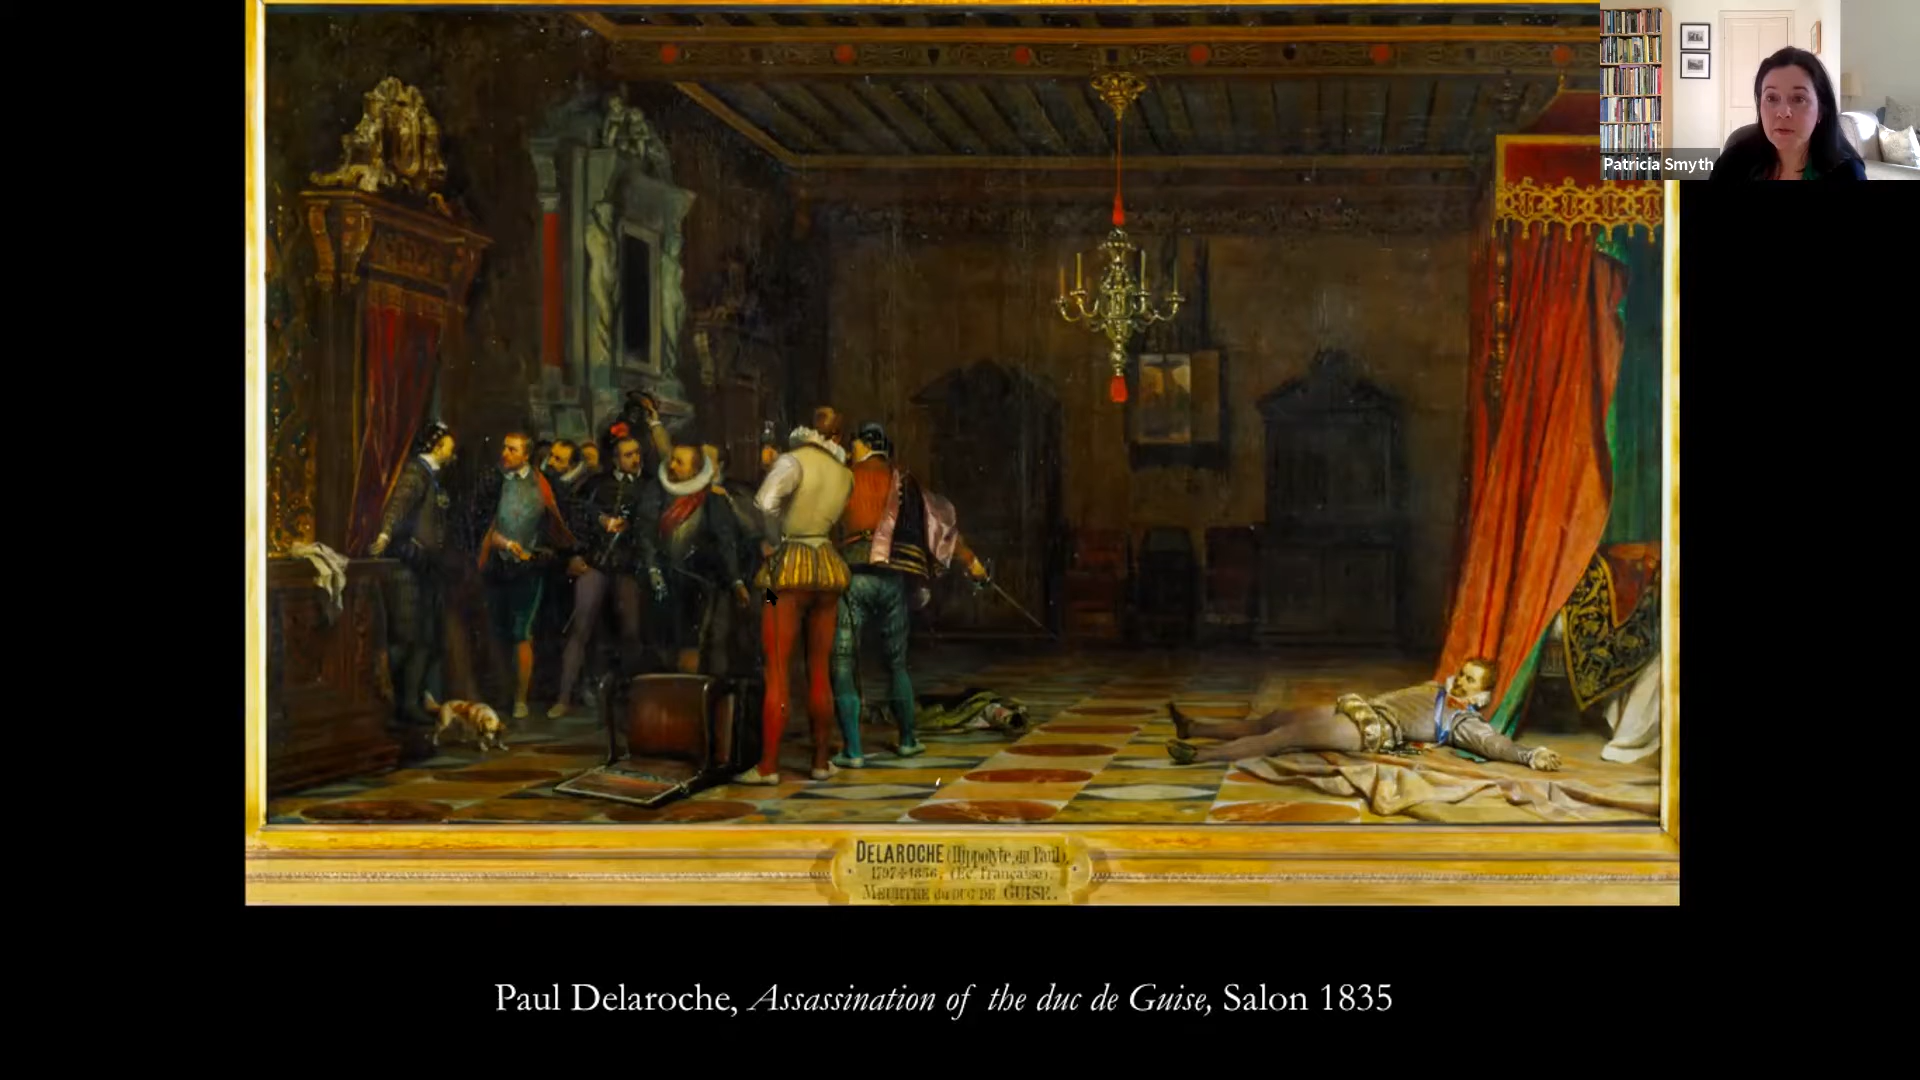 Patricia Smyth
DELAROCHE (Hippolyte, dit Paul),
1797 + 1856, (Ec. Française).
MEURTRE du DUC DE GUISE.
Paul Delaroche, Assassination of the duc de Guise, Salon 1835